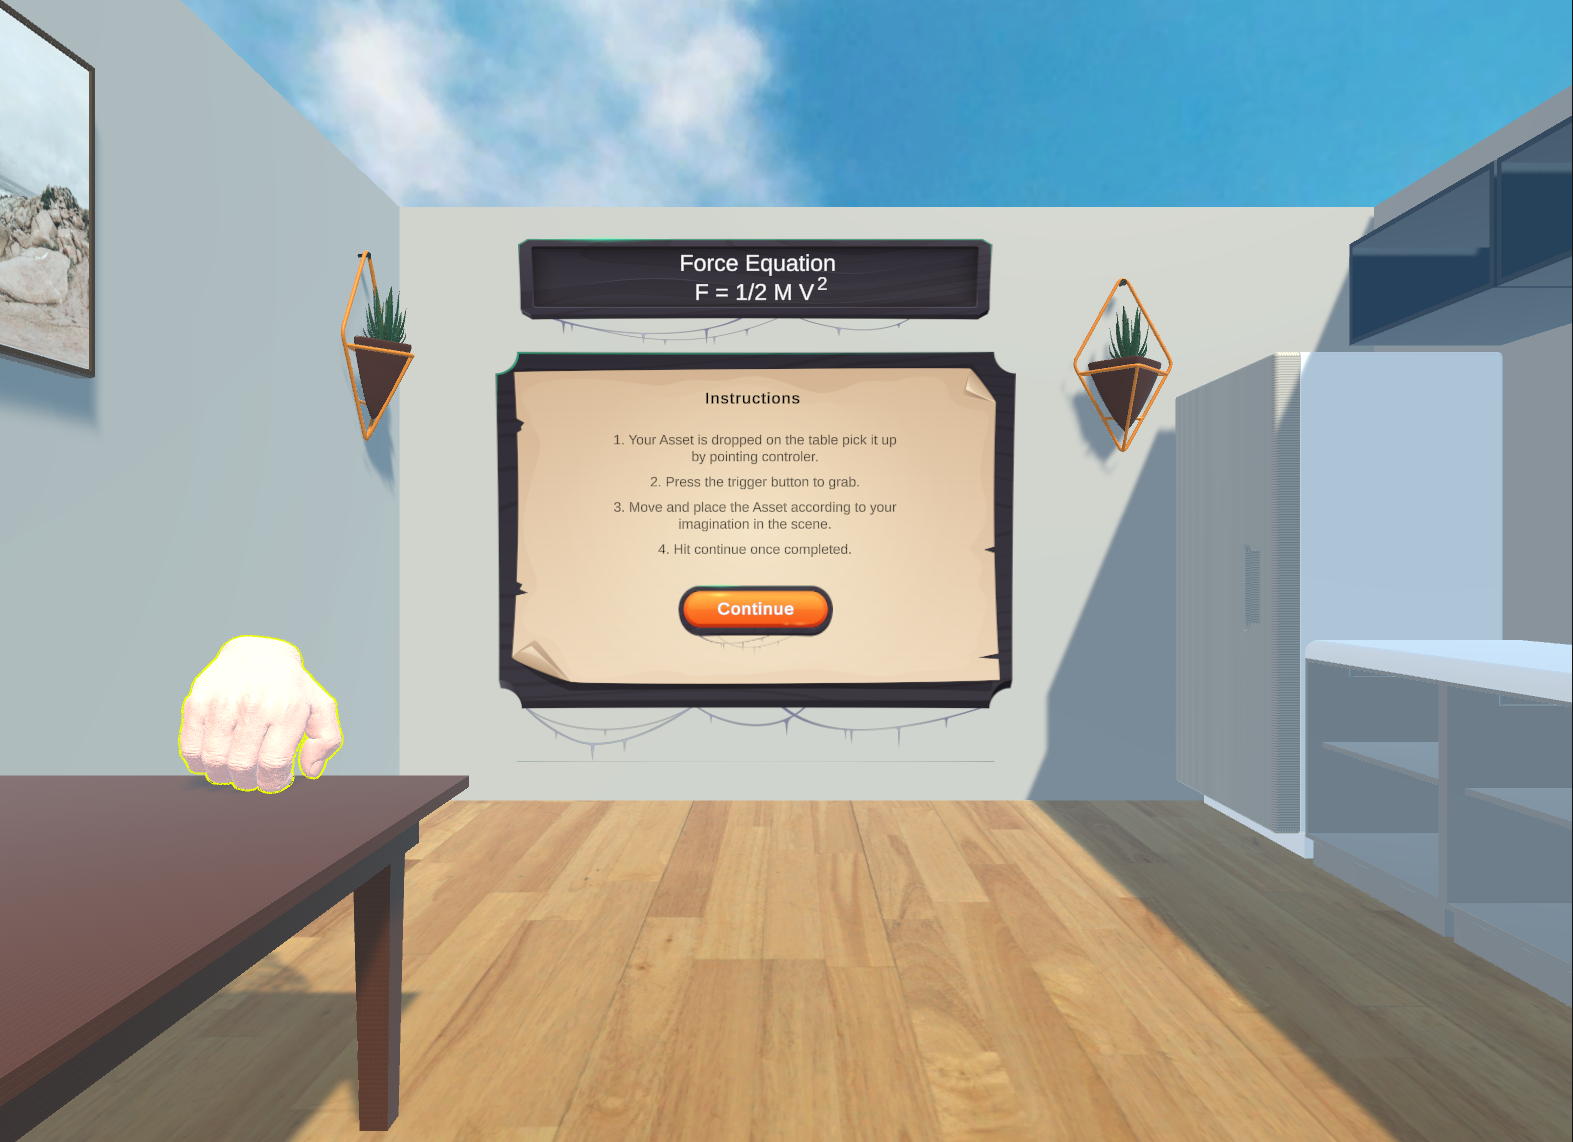 Force Equation
F = 1/2 M V²
Instructions
1. Your Asset is dropped on the table pick it up
by pointing controler.
2. Press the trigger button to grab.
3. Move and place the Asset according to your
imagination in the scene.
4. Hit continue once completed.
Continue